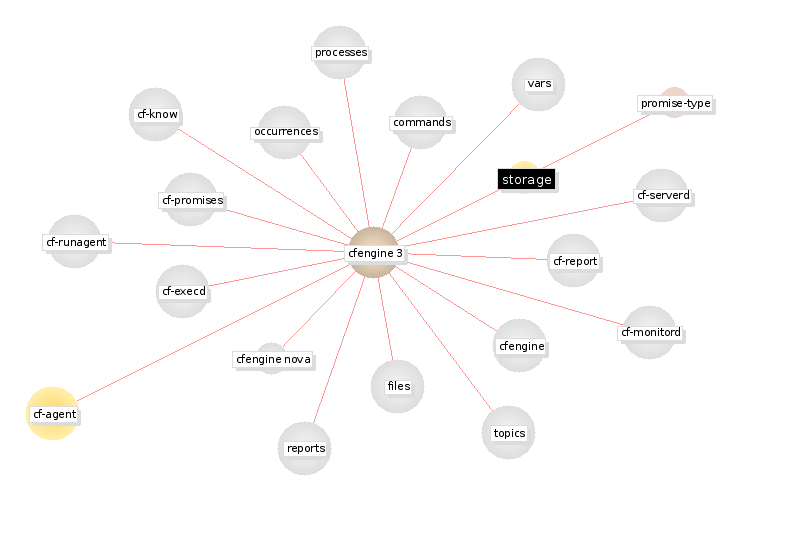 processes
vars
promise-type
cf-know
commands
occurrences
storage
cf-serverd
cf-promises
cf-runagent
cfengine 3
cf-report
cf-execd
cf-monitord
cfengine
cfengine nova
files
cf-agent
topics
reports